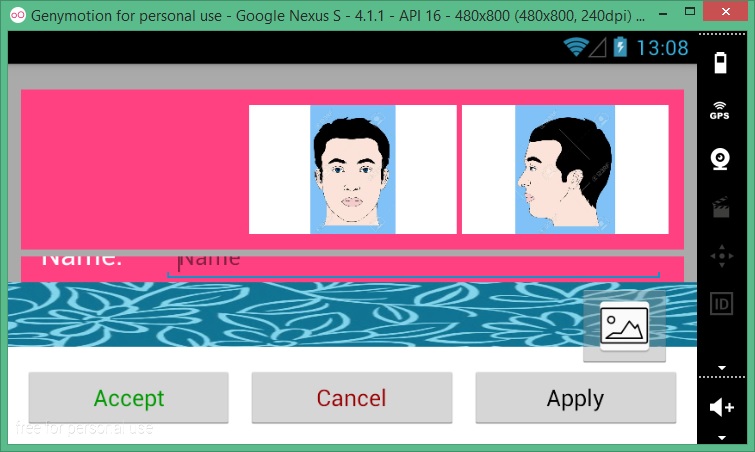 Genymotion for personal use - Google Nexus S - 4.1.1 - API 16 - 480x800 (480x800, 240dpi) ...
13:08
GPS
Name:
Name
ID
Accept
Cancel
Apply
free for personal use